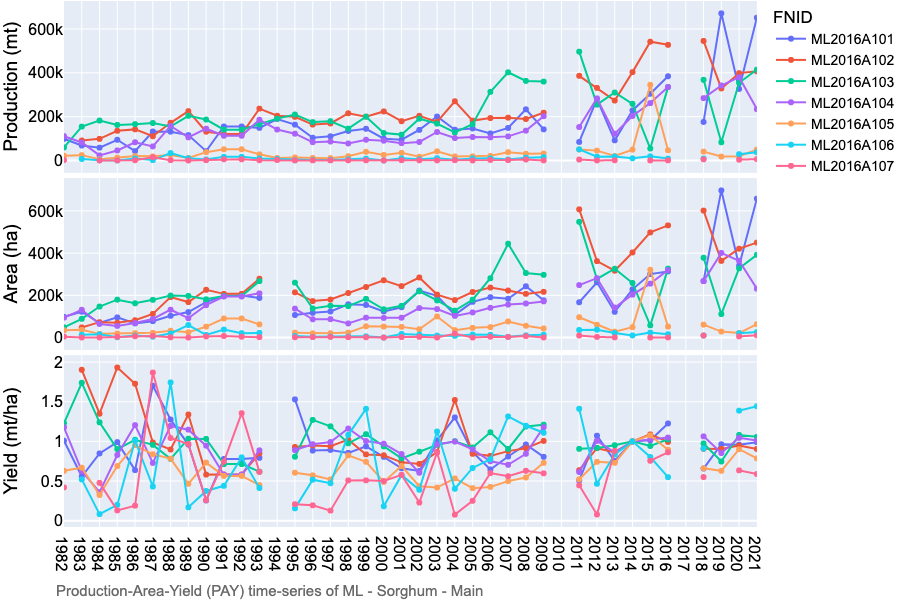 FNID
ML2016A101
ML2016A102
ML2016A103
ML2016A104
ML2016A105
ML2016A106
ML2016A107
Production (mt)
600k
400k
200k
0
Area (ha)
600k
400k
200k
0
Yield (mt/ha)
2
1.5
1
0.5
0
1982 1983 1984 1985 1986 1987 1988 1989 1990 1991 1992 1993 1994 1995 1996 1997 1998 1999 2000 2001 2002 2003 2004 2005 2006 2007 2008 2009 2010 2011 2012 2013 2014 2015 2016 2017 2018 2019 2020 2021
Production-Area-Yield (PAY) time-series of ML - Sorghum - Main